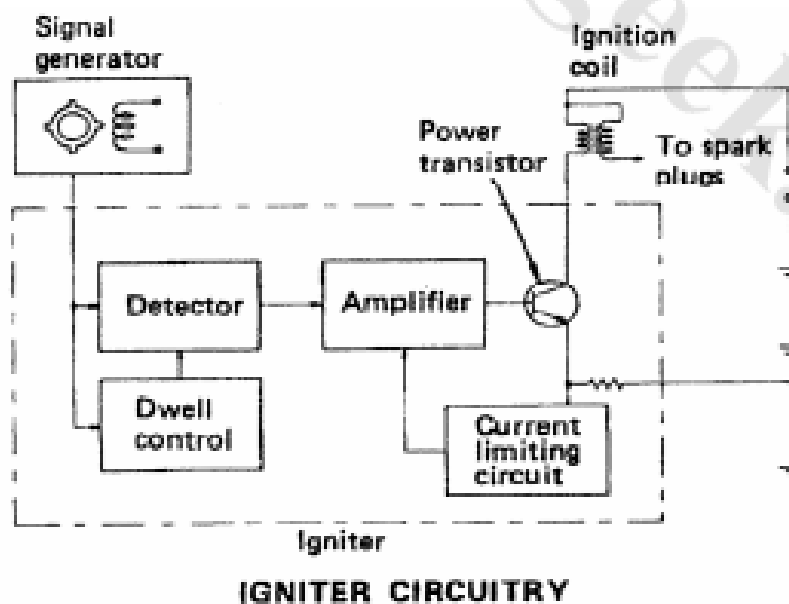 Signal
generator
Ignition
coil
Power
transistor
To spark
plugs
Detector
Amplifier
Dwell
control
Current
limiting
circuit
Igniter
IGNITER CIRCUITRY